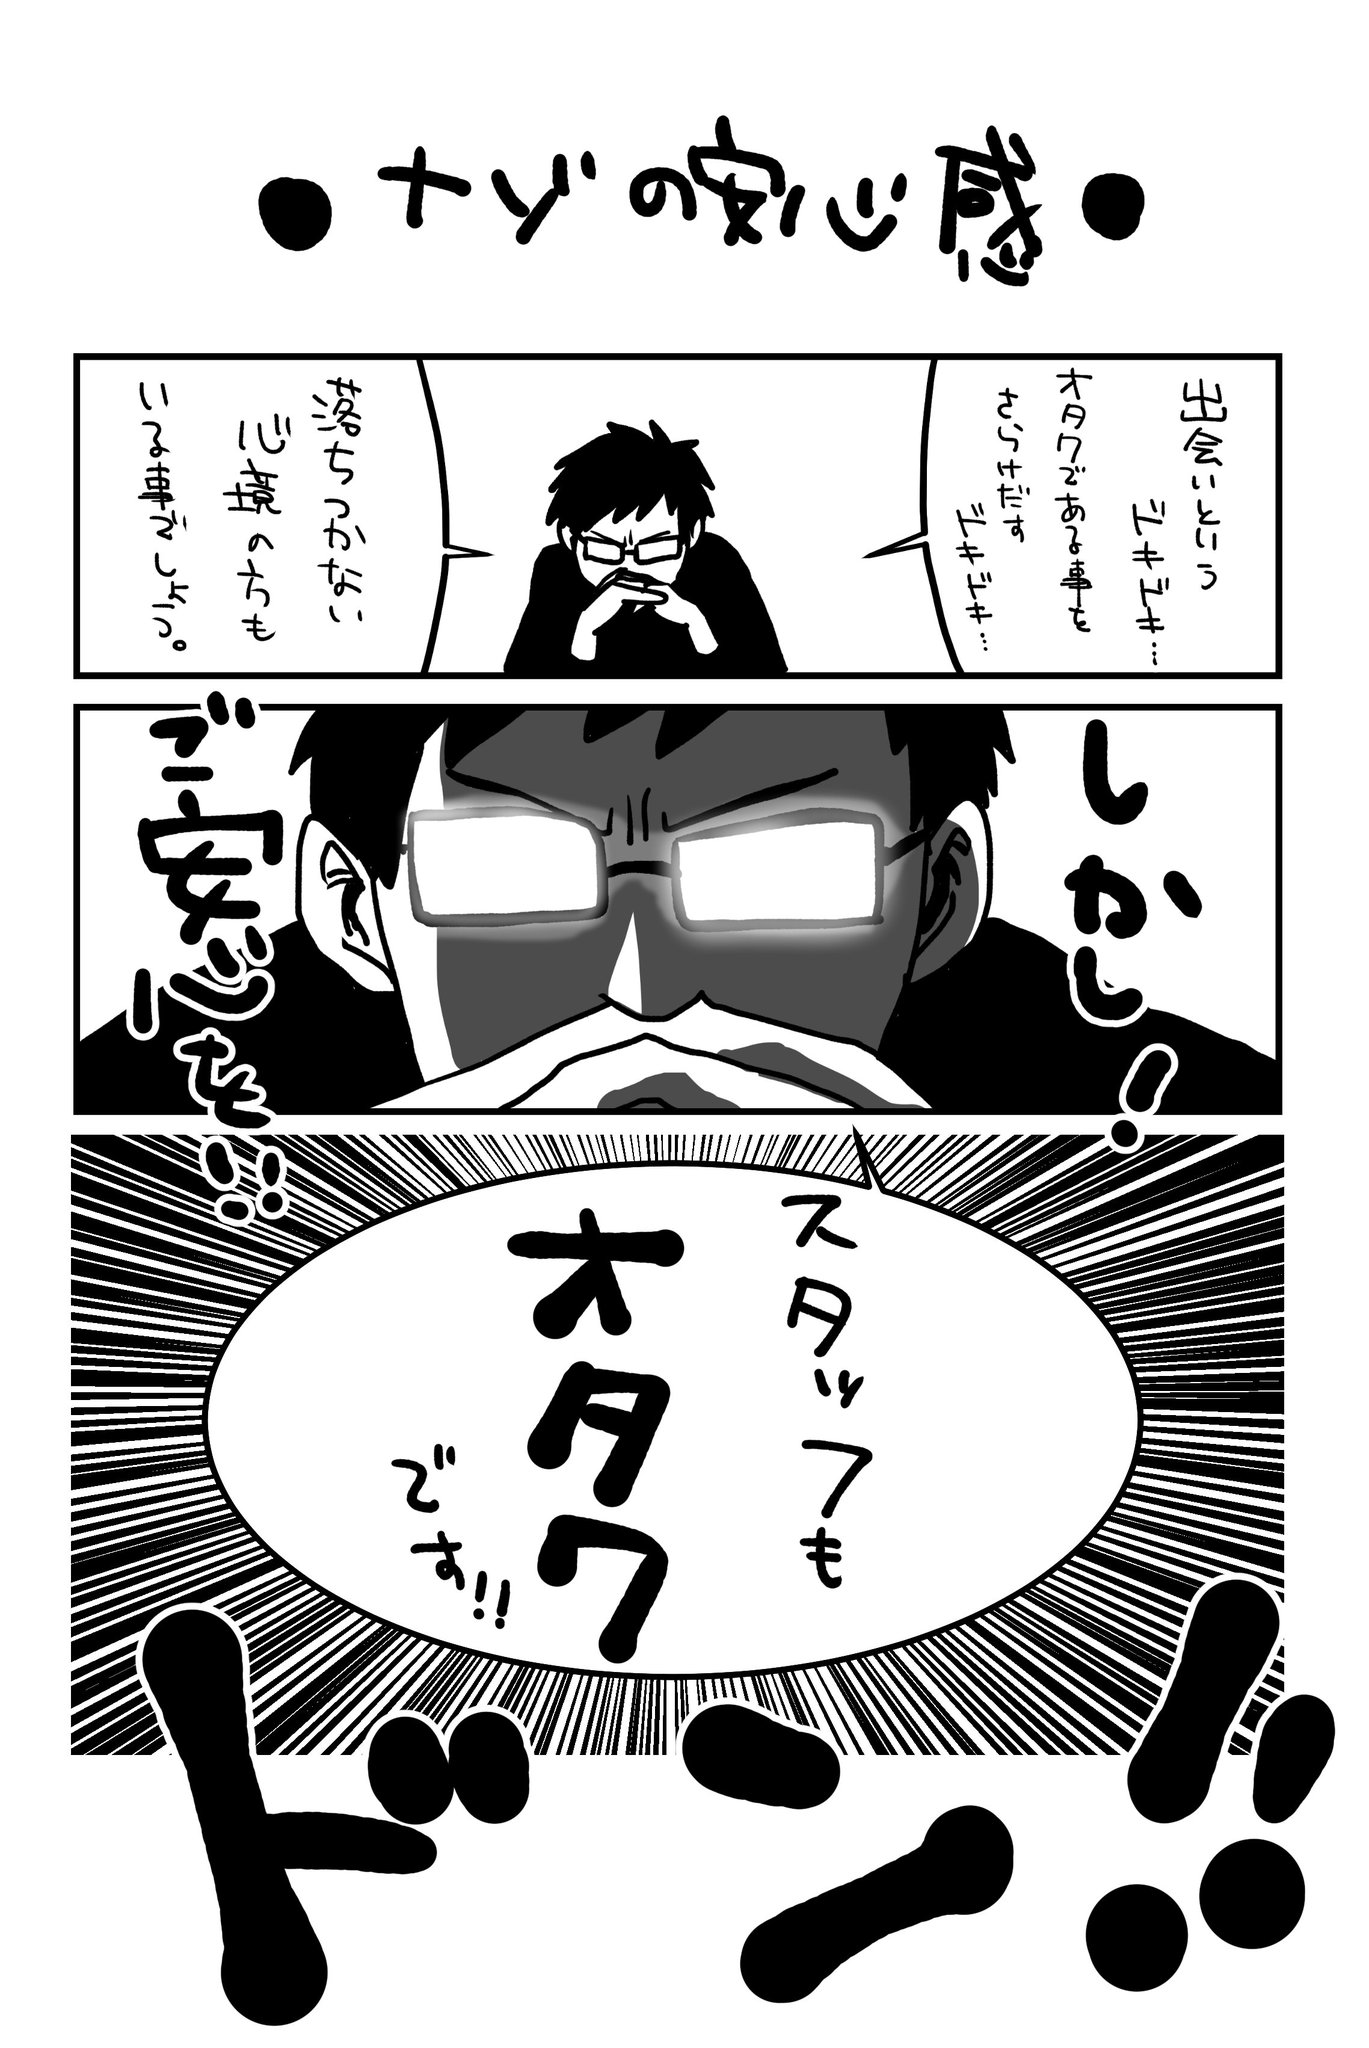 ●ナゾの安心感●
出会いという
ドキドキ…
オタクである事を
さらけだす
ドキドキ…
落ちつかない
心境の方も
いる事でしょう。
しかし!
ご安心を!!
スタッフも
オタク
です!!
ドーン!!